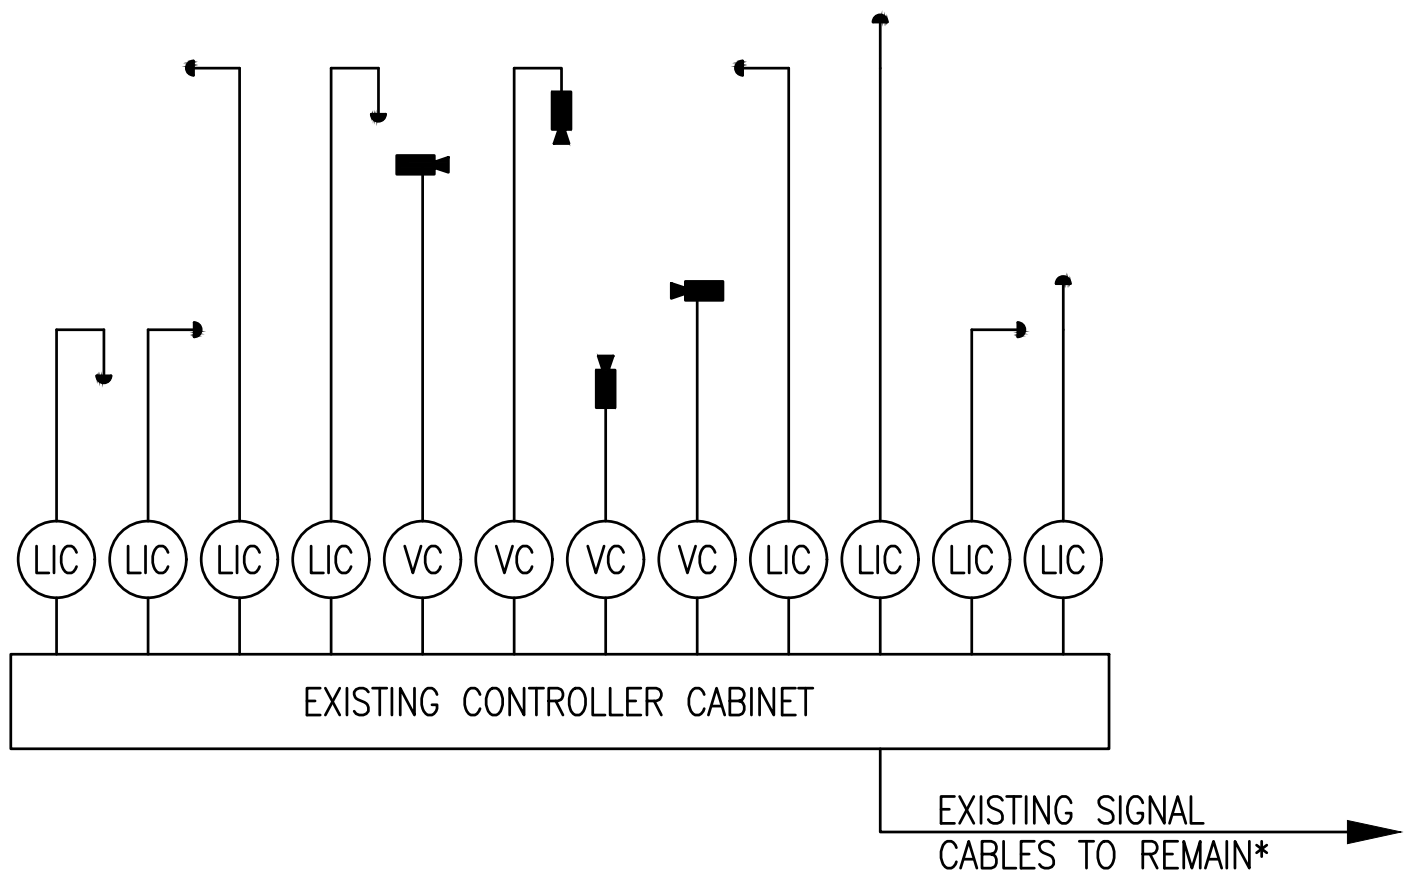 LIC LIC LIC LIC VC VC VC VC LIC LIC LIC LIC
EXISTING CONTROLLER CABINET
EXISTING SIGNAL
CABLES TO REMAIN*